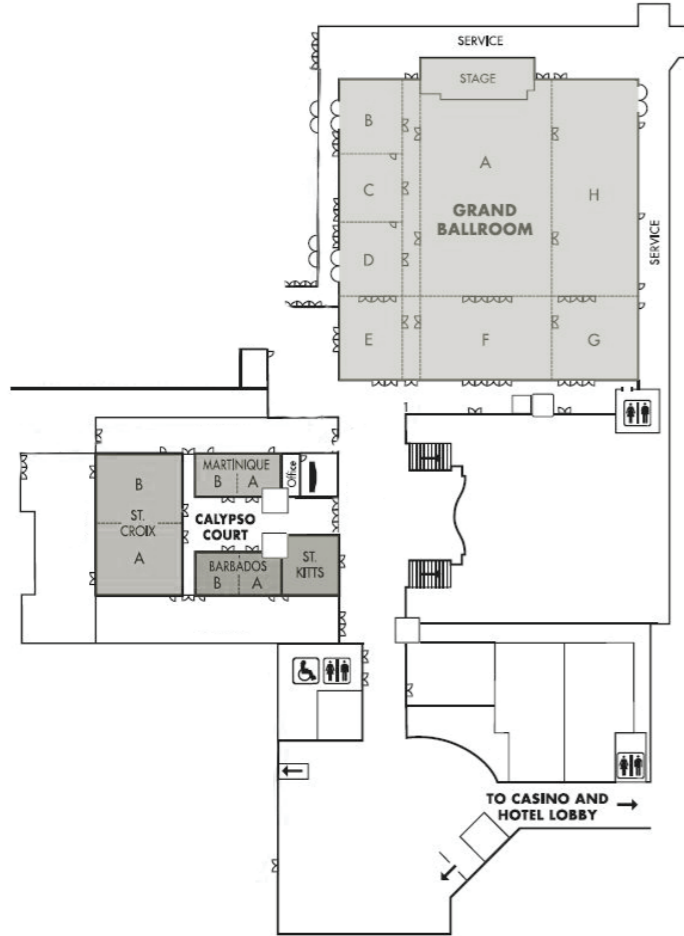 SERVICE
STAGE
B
A
C
H
GRAND
BALLROOM
SERVICE
D
E
F
G
1
MARTINIQUE
B A
Office
B
ST.
CROIX
A
CALYPSO
COURT
BARBADOS
B A
ST.
KITTS
TO CASINO AND
HOTEL LOBBY